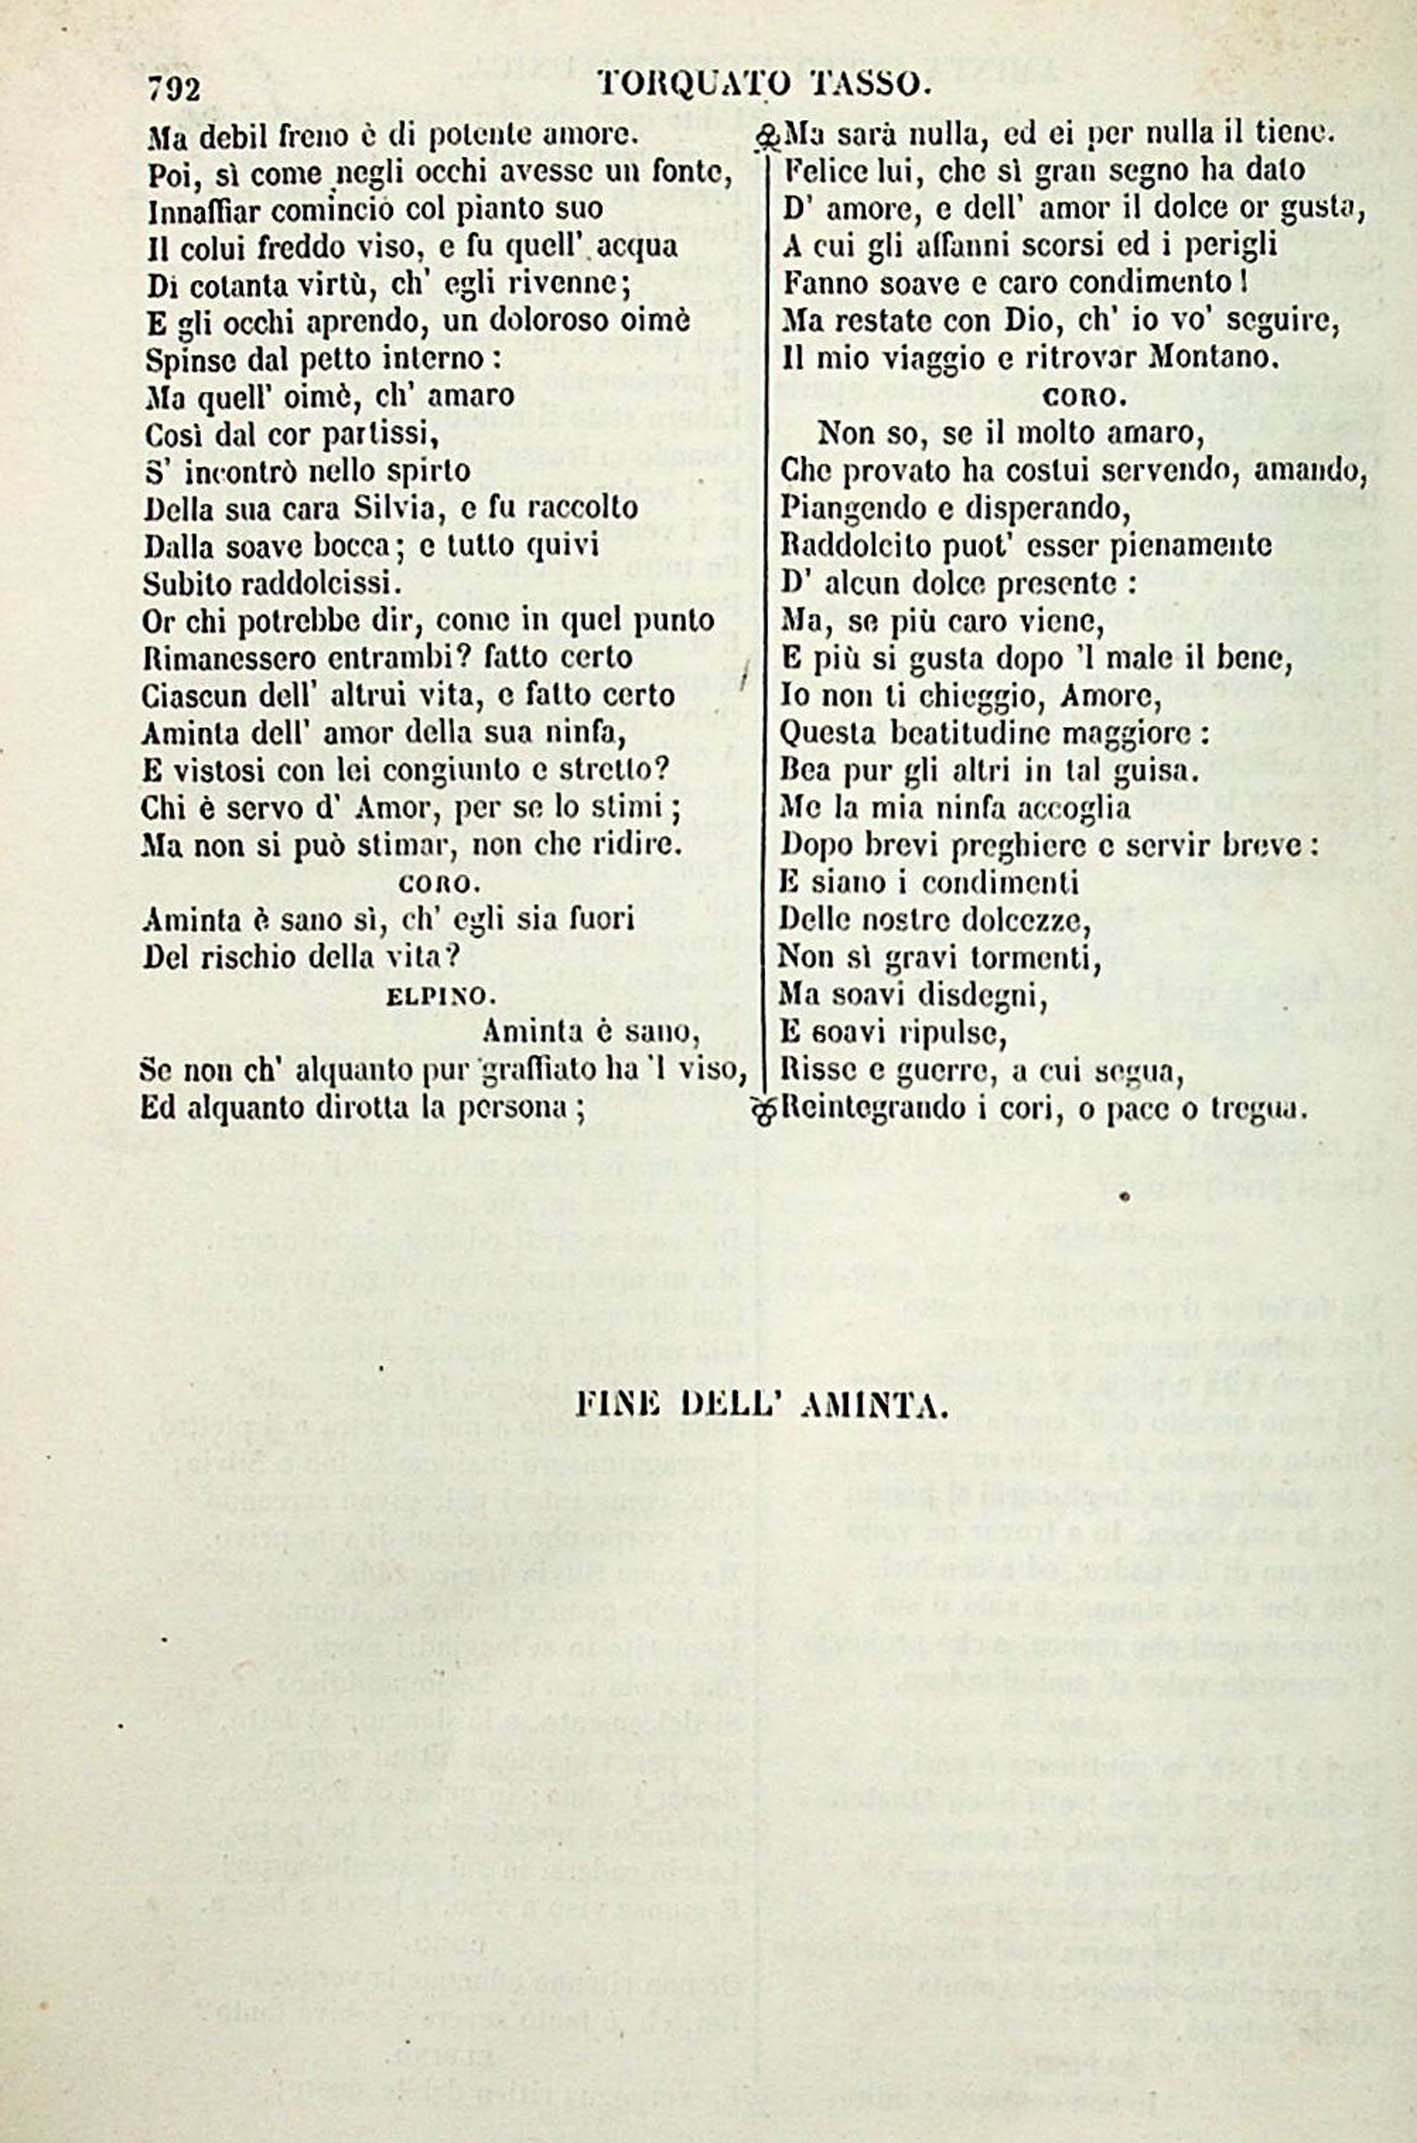 792
TORQUATO TASSO.
Ma debil freno è di potente amore.
Poi, sì come negli occhi avesse un fonte,
Innaffiar cominciò col pianto suo
Il colui freddo viso, e fu quell' acqua
Di cotanta virtù, ch' egli rivenne;
E gli occhi aprendo, un doloroso oimè
Spinse dal petto interno :
Ma quell' oimè, ch' amaro
Così dal cor partissi,
S' incontrò nello spirto
Della sua cara Silvia, e fu raccolto
Dalla soave bocca; e tutto quivi
Subito raddolcissi.
Or chi potrebbe dir, come in quel punto
Rimanessero entrambi? fatto certo
Ciascun dell' altrui vita, e fatto certo
Aminta dell' amor della sua ninfa,
E vistosi con lei congiunto e stretto?
Chi è servo d' Amor, per se lo stimi ;
Ma non si può stimar, non che ridire.
CORO.
Aminta è sano sì, ch' egli sia fuori
Del rischio della vita?
ELPINO.
Aminta è sano,
Se non ch' alquanto pur graffiato ha 'l viso,
Ed alquanto dirotta la persona ;
Ma sarà nulla, ed ei per nulla il tiene.
Felice lui, che sì gran segno ha dato
D' amore, e dell' amor il dolce or gusta,
A cui gli affanni scorsi ed i perigli
Fanno soave e caro condimento !
Ma restate con Dio, ch' io vo' seguire,
Il mio viaggio e ritrovar Montano.
CORO.
Non so, se il molto amaro,
Che provato ha costui servendo, amando,
Piangendo e disperando,
Raddolcito puot' esser pienamente
D' alcun dolce presente :
Ma, se più caro viene,
E più si gusta dopo 'l male il bene,
Io non ti chieggio, Amore,
Questa beatitudine maggiore :
Bea pur gli altri in tal guisa.
Me la mia ninfa accoglia
Dopo brevi preghiere e servir breve :
E siano i condimenti
Delle nostre dolcezze,
Non sì gravi tormenti,
Ma soavi disdegni,
E soavi ripulse,
Risse e guerre, a cui segua,
Reintegrando i cori, o pace o tregua.
FINE DELL' AMINTA.